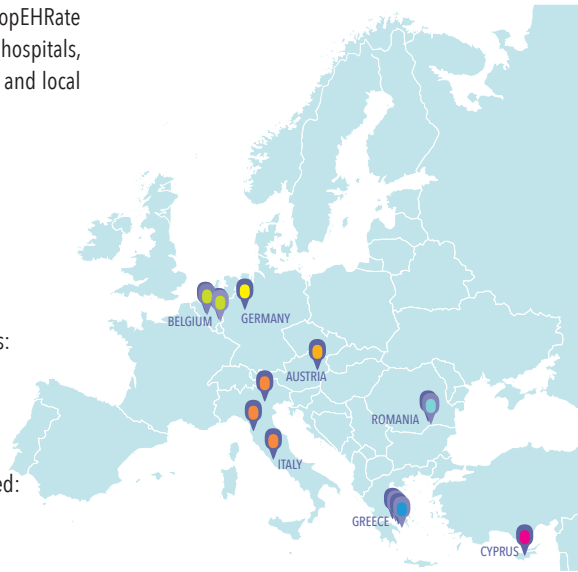 opEHRate
hospitals,
and local
s:
ed:
BELGIUM
GERMANY
AUSTRIA
ROMANIA
ITALY
GREECE
CYPRUS